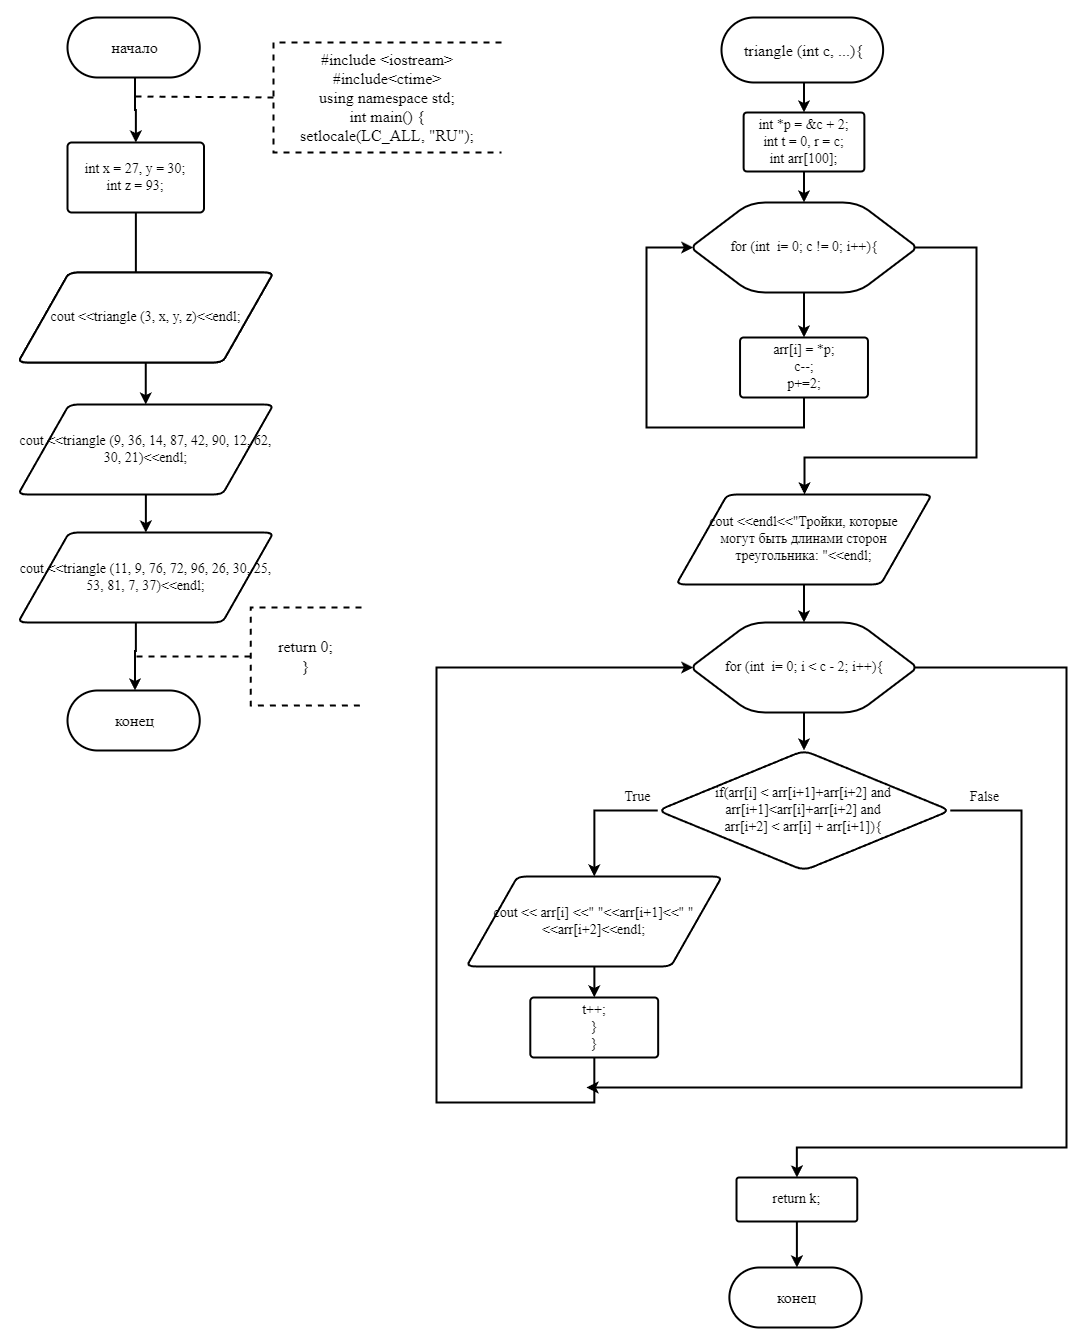 начало
#include <iostream>
#include<ctime>
using namespace std;
int main() {
setlocale(LC_ALL, "RU");
int x = 27, y = 30;
int z = 93;
cout <<triangle (3, x, y, z)<<endl;
cout <<triangle (9, 36, 14, 87, 42, 90, 12, 62,
30, 21)<<endl;
cout <<triangle (11, 9, 76, 72, 96, 26, 30, 25,
53, 81, 7, 37)<<endl;
return 0;
}
конец
triangle (int c, ...){
int *p = &c + 2;
int t = 0, r = c;
int arr[100];
for (int  i= 0; c != 0; i++){
arr[i] = *p;
c--;
p+=2;
cout <<endl<<"Тройки, которые
могут быть длинами сторон
треугольника: "<<endl;
for (int  i= 0; i < c - 2; i++){
if(arr[i] < arr[i+1]+arr[i+2] and
arr[i+1]<arr[i]+arr[i+2] and
arr[i+2] < arr[i] + arr[i+1]){
True
False
cout << arr[i] <<" "<<arr[i+1]<<" "
<<arr[i+2]<<endl;
t++;
}
}
return k;
конец